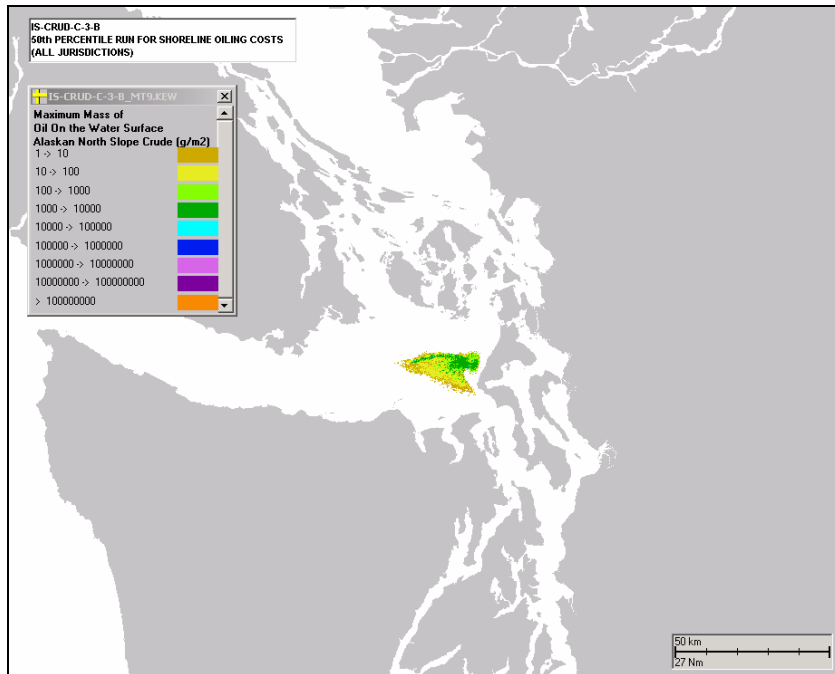 IS-CRUD-C-3-B
50th PERCENTILE RUN FOR SHORELINE OILING COSTS
(ALL JURISDICTIONS)
IS-CRUD-C-3-B_MT9.KEW
Maximum Mass of
Oil On the Water Surface
Alaskan North Slope Crude (g/m2)
1 -> 10
10 -> 100
100 -> 1000
1000 -> 10000
10000 -> 100000
100000 -> 1000000
1000000 -> 10000000
10000000 -> 100000000
> 100000000
50 km
27 Nm